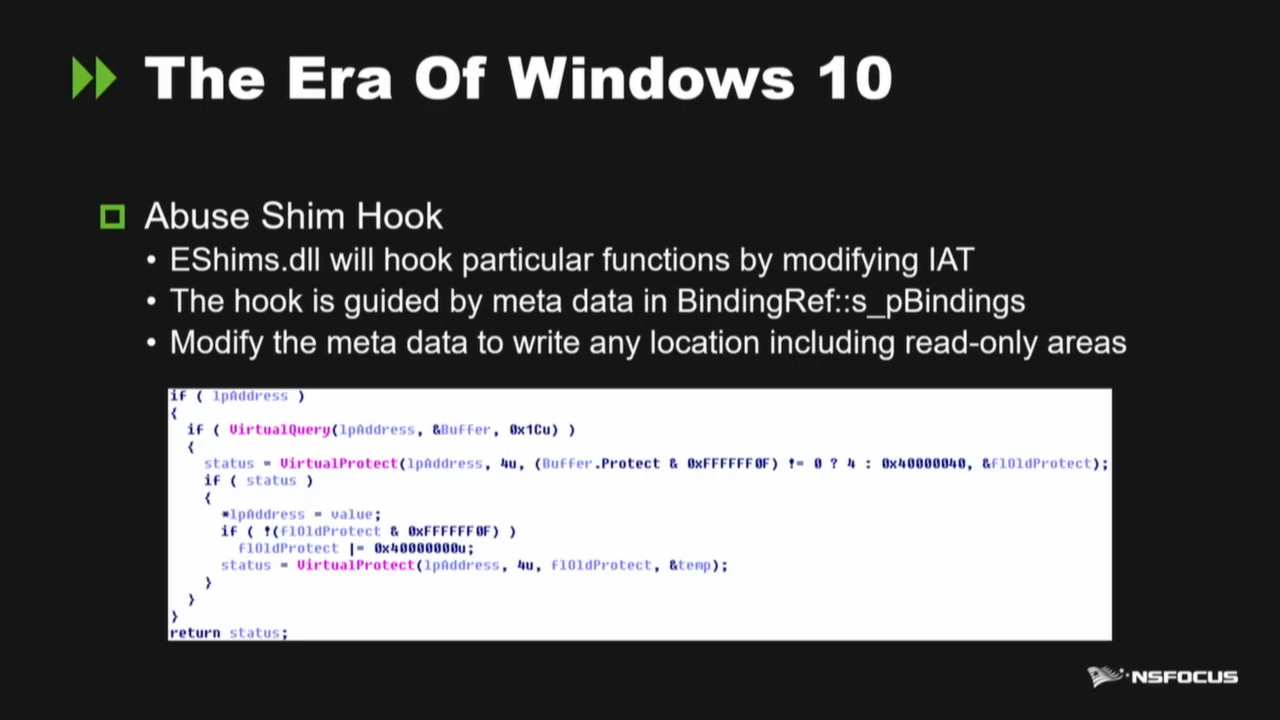 The Era Of Windows 10
Abuse Shim Hook
• EShims.dll will hook particular functions by modifying IAT
• The hook is guided by meta data in BindingRef::s_pBindings
• Modify the meta data to write any location including read-only areas
if ( lpAddress )
{
if ( VirtualQuery(lpAddress, &Buffer, 0x1Cu) )
{
status = VirtualProtect(lpAddress, 4u, (Buffer.Protect & 0xFFFFFF0F) != 0 ? 4 : 0x40000040, &flOldProtect);
if ( status )
{
*lpAddress = value;
if ( !(flOldProtect & 0xFFFFFF0F) )
flOldProtect |= 0x40000000u;
status = VirtualProtect(lpAddress, 4u, flOldProtect, &temp);
}
}
}
return status;
NSFOCUS